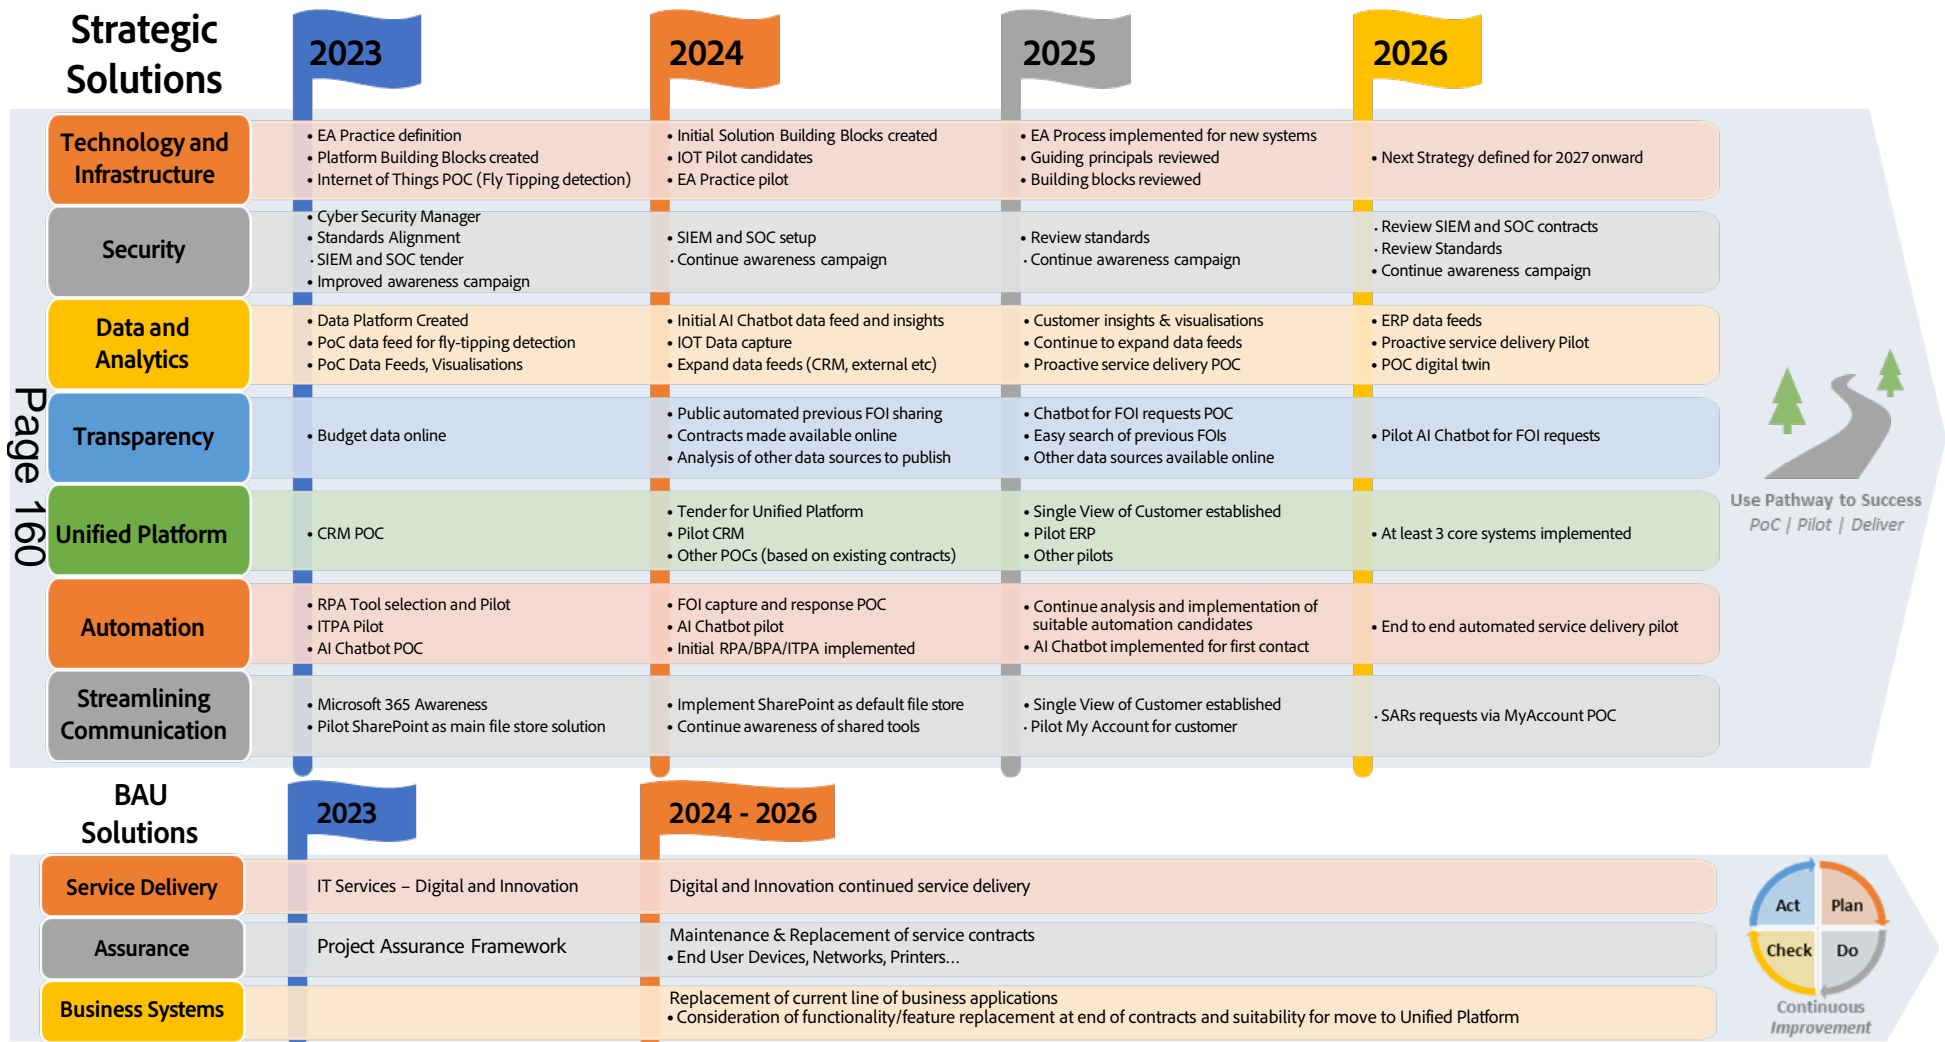 Strategic
Solutions
2023
2024
2025
2026
Technology and
Infrastructure
• EA Practice definition
• Platform Building Blocks created
• Internet of Things POC (Fly Tipping detection)
• Initial Solution Building Blocks created
• IOT Pilot candidates
• EA Practice pilot
• EA Process implemented for new systems
• Guiding principals reviewed
• Building blocks reviewed
• Next Strategy defined for 2027 onward
Security
• Cyber Security Manager
• Standards Alignment
· SIEM and SOC tender
• Improved awareness campaign
• SIEM and SOC setup
· Continue awareness campaign
• Review standards
· Continue awareness campaign
· Review SIEM and SOC contracts
· Review Standards
• Continue awareness campaign
Data and
Analytics
• Data Platform Created
• PoC data feed for fly-tipping detection
• PoC Data Feeds, Visualisations
• Initial AI Chatbot data feed and insights
• IOT Data capture
• Expand data feeds (CRM, external etc)
• Customer insights & visualisations
• Continue to expand data feeds
• Proactive service delivery POC
• ERP data feeds
• Proactive service delivery Pilot
• POC digital twin
Transparency
• Budget data online
• Public automated previous FOI sharing
• Contracts made available online
• Analysis of other data sources to publish
• Chatbot for FOI requests POC
• Easy search of previous FOIs
• Other data sources available online
• Pilot AI Chatbot for FOI requests
Unified Platform
• CRM POC
• Tender for Unified Platform
• Pilot CRM
• Other POCs (based on existing contracts)
• Single View of Customer established
• Pilot ERP
• Other pilots
• At least 3 core systems implemented
Automation
• RPA Tool selection and Pilot
• ITPA Pilot
• AI Chatbot POC
• FOI capture and response POC
• AI Chatbot pilot
• Initial RPA/BPA/ITPA implemented
• Continue analysis and implementation of
suitable automation candidates
• AI Chatbot implemented for first contact
• End to end automated service delivery pilot
Streamlining
Communication
• Microsoft 365 Awareness
• Pilot SharePoint as main file store solution
• Implement SharePoint as default file store
• Continue awareness of shared tools
• Single View of Customer established
· Pilot My Account for customer
· SARs requests via MyAccount POC
Use Pathway to Success
PoC | Pilot | Deliver
Page 160
BAU
Solutions
2023
2024 - 2026
Service Delivery
IT Services – Digital and Innovation
Digital and Innovation continued service delivery
Assurance
Project Assurance Framework
Maintenance & Replacement of service contracts
• End User Devices, Networks, Printers…
Business Systems
Replacement of current line of business applications
• Consideration of functionality/feature replacement at end of contracts and suitability for move to Unified Platform
Act
Plan
Check
Do
Continuous
Improvement